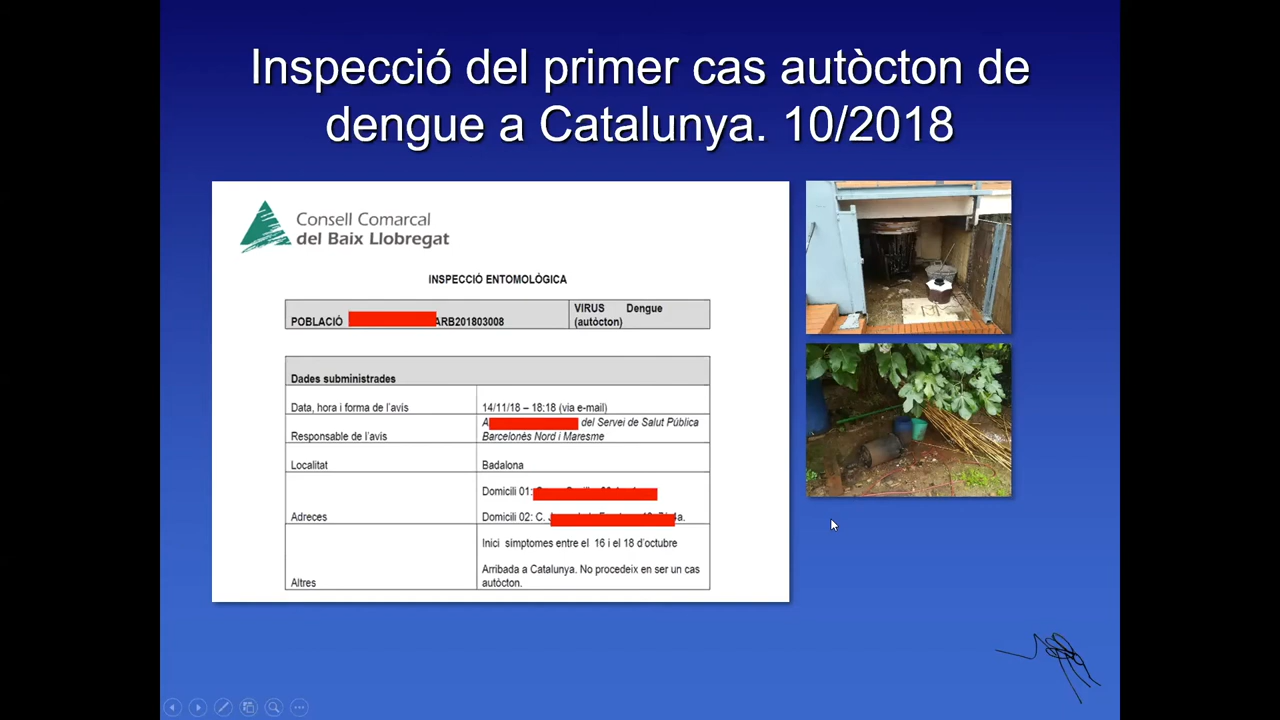 Inspecció del primer cas autòcton de
dengue a Catalunya. 10/2018
Consell Comarcal
del Baix Llobregat
INSPECCIÓ ENTOMOLÒGICA
POBLACIÓ ARB201803008
VIRUS Dengue
(autòcton)
Dades subministrades
Data, hora i forma de l'avís
14/11/18 – 18:18 (via e-mail)
Responsable de l'avís
A del Servei de Salut Pública
Barcelonès Nord i Maresme
Localitat
Badalona
Adreces
Domicili 01:
Domicili 02: C.
Altres
Inici símptomes entre el 16 i el 18 d'octubre
Arribada a Catalunya. No procedeix en ser un cas
autòcton.